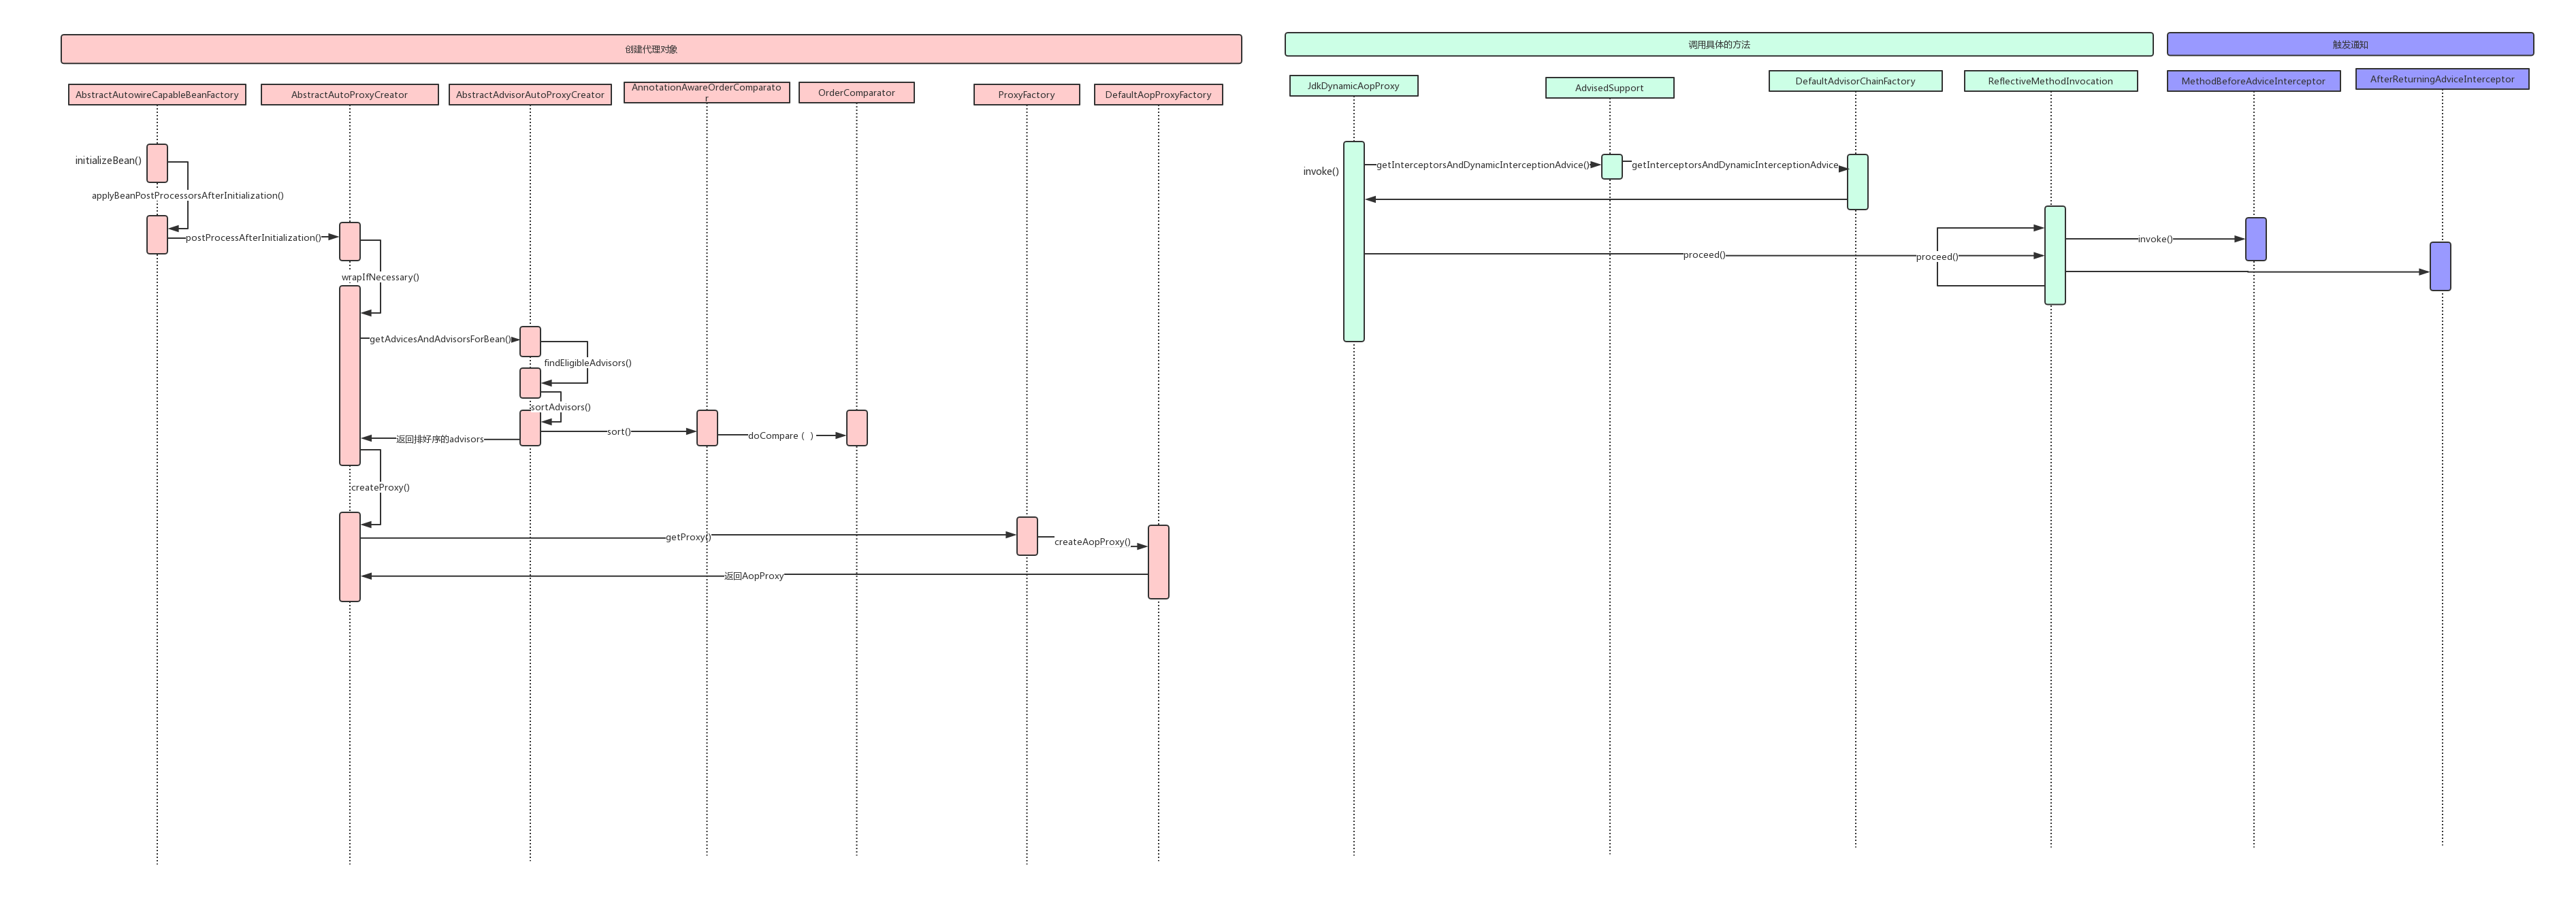 创建代理对象
调用具体的方法
触发通知
AbstractAutowireCapableBeanFactory
AbstractAutoProxyCreator
AbstractAdvisorAutoProxyCreator
AnnotationAwareOrderComparato
r
OrderComparator
ProxyFactory
DefaultAopProxyFactory
JdkDynamicAopProxy
AdvisedSupport
DefaultAdvisorChainFactory
ReflectiveMethodInvocation
MethodBeforeAdviceInterceptor
AfterReturningAdviceInterceptor
initializeBean()
applyBeanPostProcessorsAfterInitialization()
postProcessAfterInitialization()
wrapIfNecessary()
getAdvicesAndAdvisorsForBean()
findEligibleAdvisors()
sortAdvisors()
返回排好序的advisors
sort()
doCompare ( )
createProxy()
getProxy()
createAopProxy()
返回AopProxy
invoke()
getInterceptorsAndDynamicInterceptionAdvice()
getInterceptorsAndDynamicInterceptionAdvice
proceed()
proceed()
invoke()